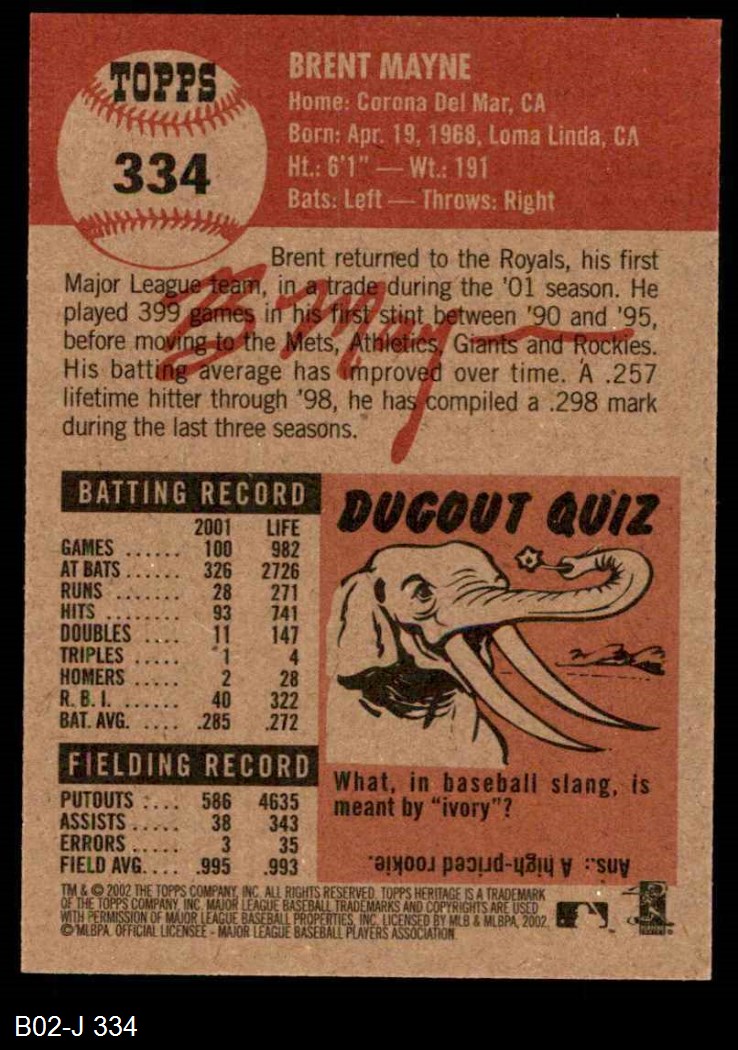 TOPPS
334
BRENT MAYNE
Home: Corona Del Mar, CA
Born: Apr. 19, 1968, Loma Linda, CA
Ht.: 6'1" — Wt.: 191
Bats: Left — Throws: Right
Brent returned to the Royals, his first
Major League team, in a trade during the '01 season. He
played 399 games in his first stint between '90 and '95,
before moving to the Mets, Athletics, Giants and Rockies.
His batting average has improved over time. A .257
lifetime hitter through '98, he has compiled a .298 mark
during the last three seasons.
BATTING RECORD
2001 LIFE
GAMES ...... 100 982
AT BATS ...... 326 2726
RUNS ...... 28 271
HITS ........ 93 741
DOUBLES .... 11 147
TRIPLES ..... 1 4
HOMERS ..... 2 28
R. B. I. ...... 40 322
BAT. AVG. .... .285 .272
FIELDING RECORD
PUTOUTS .... 586 4635
ASSISTS ..... 38 343
ERRORS ..... 3 35
FIELD AVG. ... .995 .993
DUGOUT QUIZ
What, in baseball slang, is
meant by "ivory"?
Ans.: A high-priced rookie.
TM & © 2002 THE TOPPS COMPANY, INC. ALL RIGHTS RESERVED. TOPPS HERITAGE IS A TRADEMARK
OF THE TOPPS COMPANY, INC. MAJOR LEAGUE BASEBALL TRADEMARKS AND COPYRIGHTS ARE USED
WITH PERMISSION OF MAJOR LEAGUE BASEBALL PROPERTIES, INC. LICENSED BY MLB & MLBPA, 2002.
© MLBPA. OFFICIAL LICENSEE - MAJOR LEAGUE BASEBALL PLAYERS ASSOCIATION.
B02-J 334